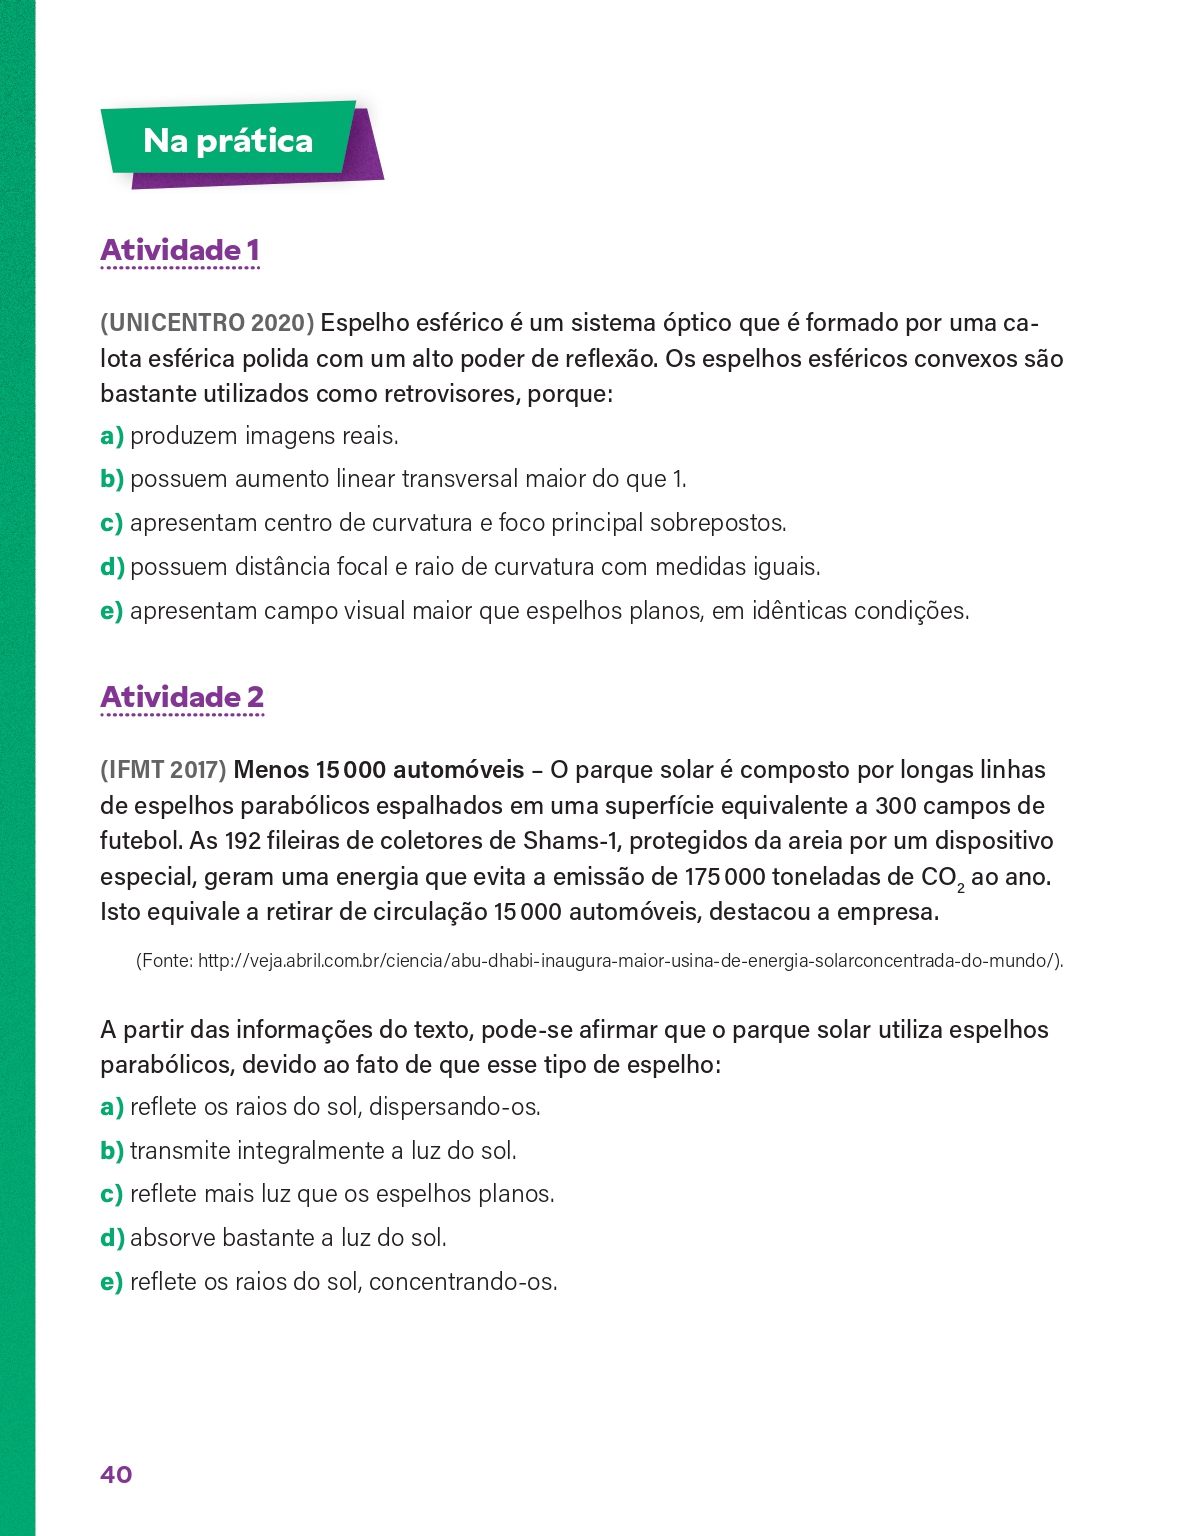 Na prática
Atividade 1
(UNICENTRO 2020) Espelho esférico é um sistema óptico que é formado por uma ca-
lota esférica polida com um alto poder de reflexão. Os espelhos esféricos convexos são
bastante utilizados como retrovisores, porque:
a) produzem imagens reais.
b) possuem aumento linear transversal maior do que 1.
c) apresentam centro de curvatura e foco principal sobrepostos.
d) possuem distância focal e raio de curvatura com medidas iguais.
e) apresentam campo visual maior que espelhos planos, em idênticas condições.
Atividade 2
(IFMT 2017) Menos 15 000 automóveis – O parque solar é composto por longas linhas
de espelhos parabólicos espalhados em uma superfície equivalente a 300 campos de
futebol. As 192 fileiras de coletores de Shams-1, protegidos da areia por um dispositivo
especial, geram uma energia que evita a emissão de 175 000 toneladas de CO₂ ao ano.
Isto equivale a retirar de circulação 15 000 automóveis, destacou a empresa.
(Fonte: http://veja.abril.com.br/ciencia/abu-dhabi-inaugura-maior-usina-de-energia-solarconcentrada-do-mundo/).
A partir das informações do texto, pode-se afirmar que o parque solar utiliza espelhos
parabólicos, devido ao fato de que esse tipo de espelho:
a) reflete os raios do sol, dispersando-os.
b) transmite integralmente a luz do sol.
c) reflete mais luz que os espelhos planos.
d) absorve bastante a luz do sol.
e) reflete os raios do sol, concentrando-os.
40